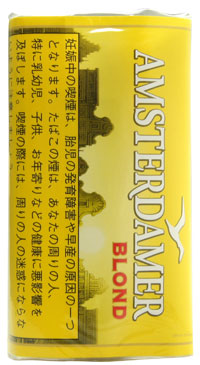 妊娠中の喫煙は、胎児の発育障害や早産の原因の一つ
となります。たばこの煙は、あなたの周りの人、
特に乳幼児、子供、お年寄りなどの健康に悪影響を
及ぼします。喫煙の際には、周りの人の迷惑にならな
AMSTERDAMER
BLOND